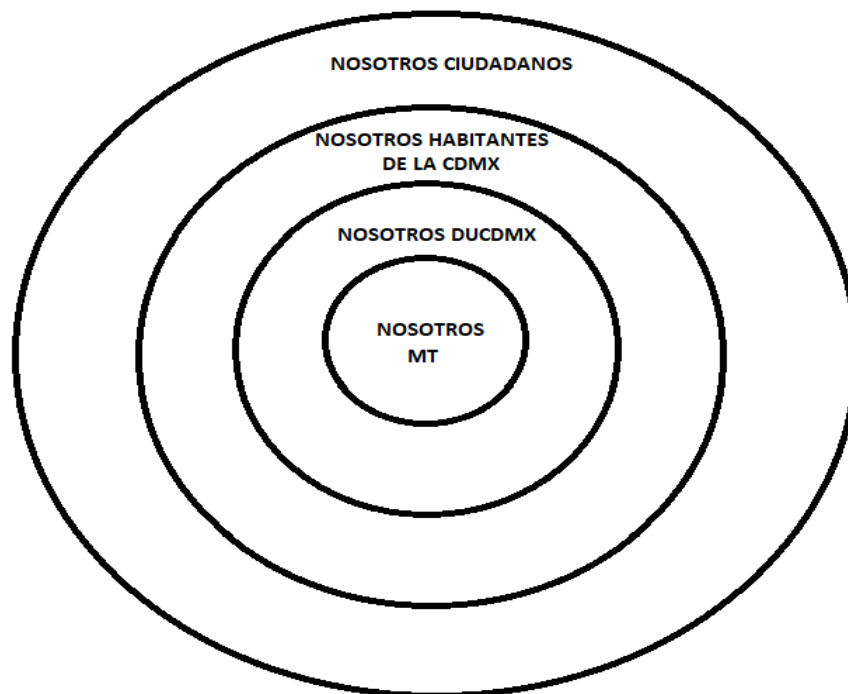 NOSOTROS CIUDADANOS
NOSOTROS HABITANTES
DE LA CDMX
NOSOTROS DUCDMX
NOSOTROS
MT